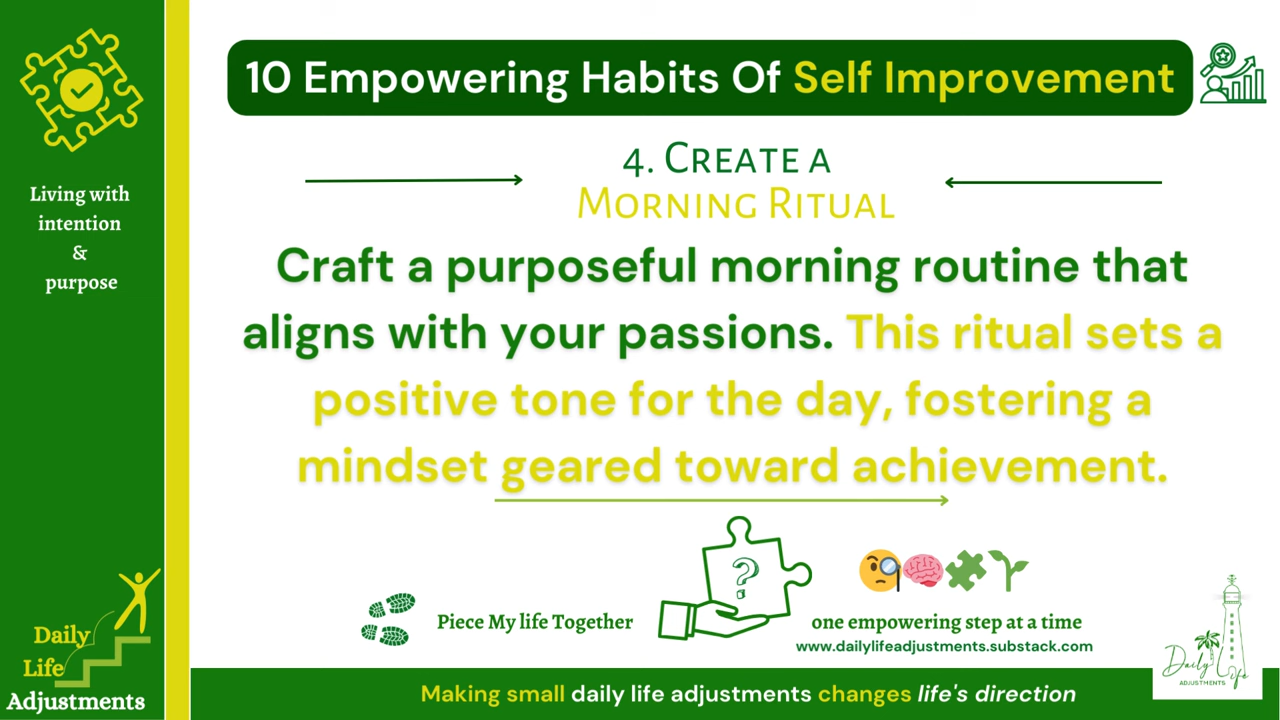 10 Empowering Habits Of Self Improvement
4. Create a
Morning Ritual
Living with
intention
&
purpose
Craft a purposeful morning routine that
aligns with your passions. This ritual sets a
positive tone for the day, fostering a
mindset geared toward achievement.
?
Piece My life Together
one empowering step at a time
www.dailylifeadjustments.substack.com
Daily
Life
Adjustments
Daily Life
ADJUSTMENTS
Making small daily life adjustments changes life's direction